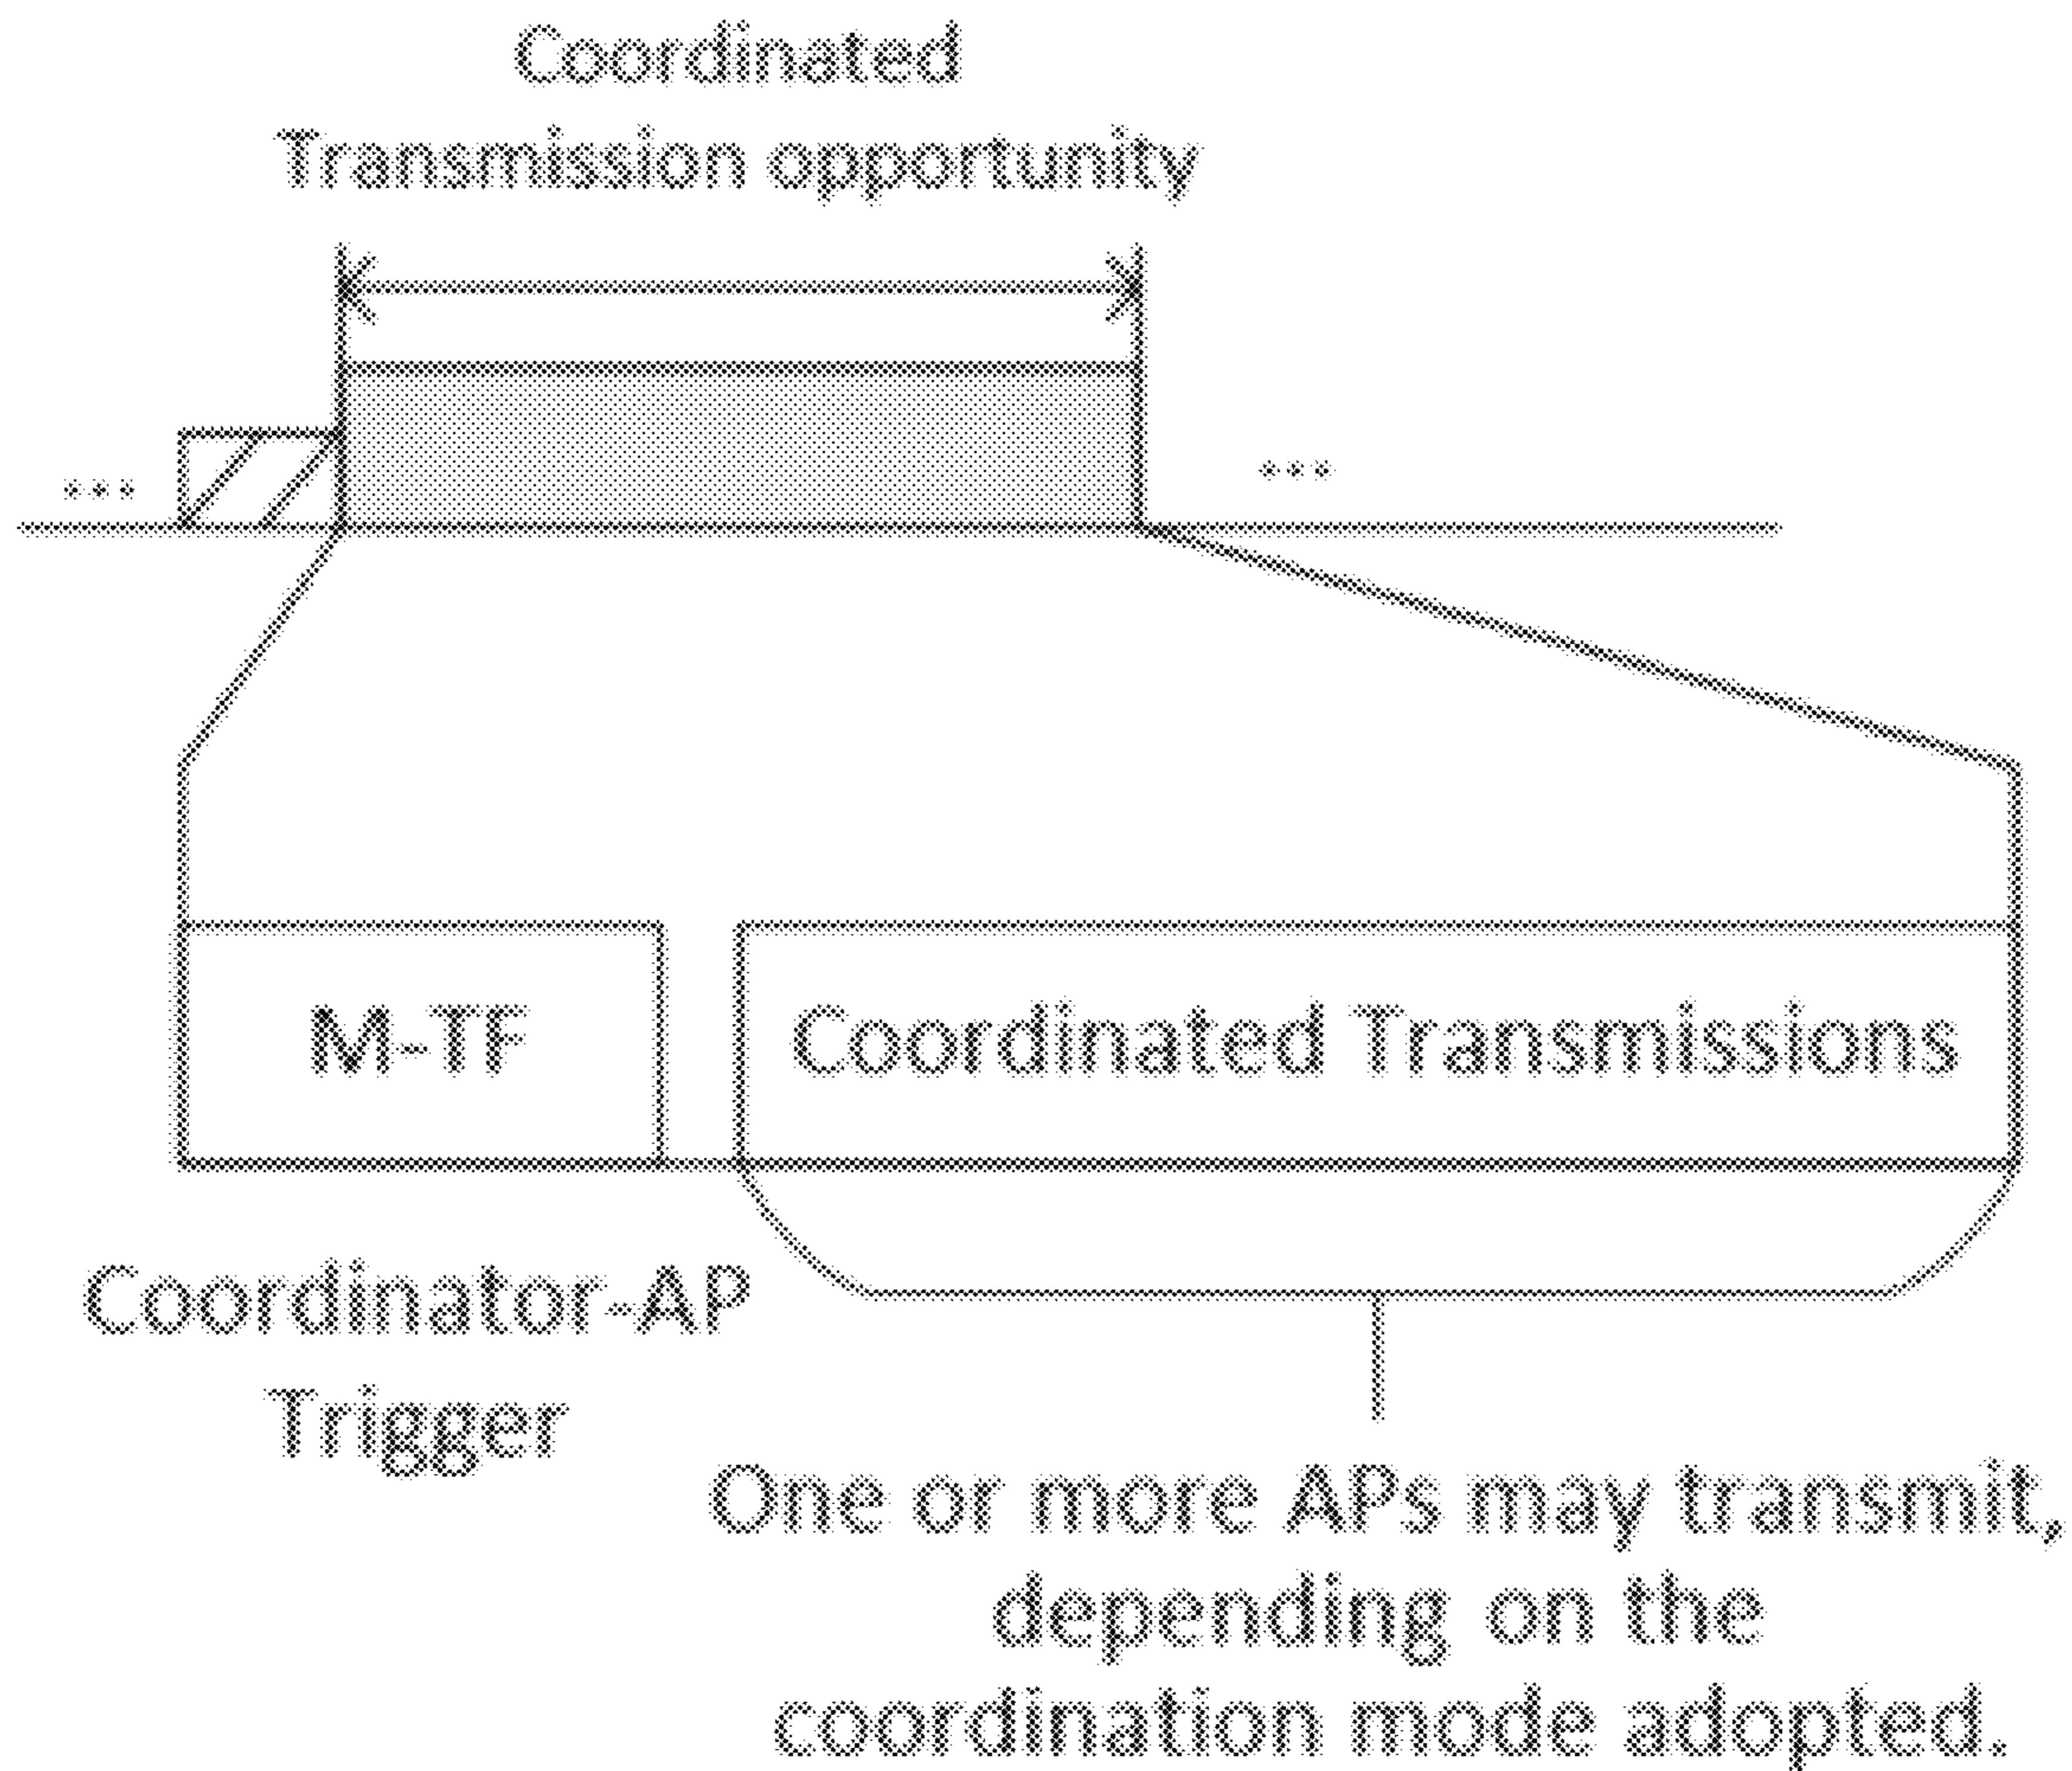 Coordinated
Transmission opportunity
...
...
M-TF
Coordinated Transmissions
Coordinator-AP
Trigger
One or more APs may transmit,
depending on the
coordination mode adopted.